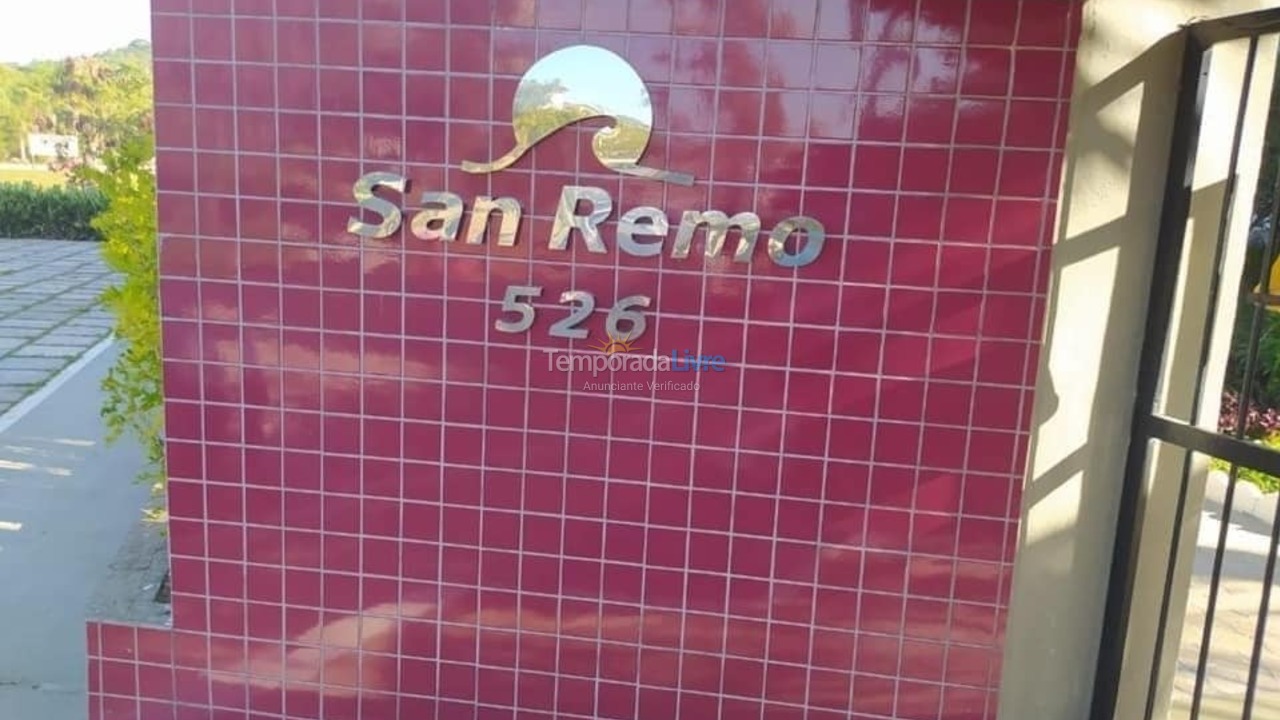 San Remo
526
TemporadaLivre
Anunciante Verificado